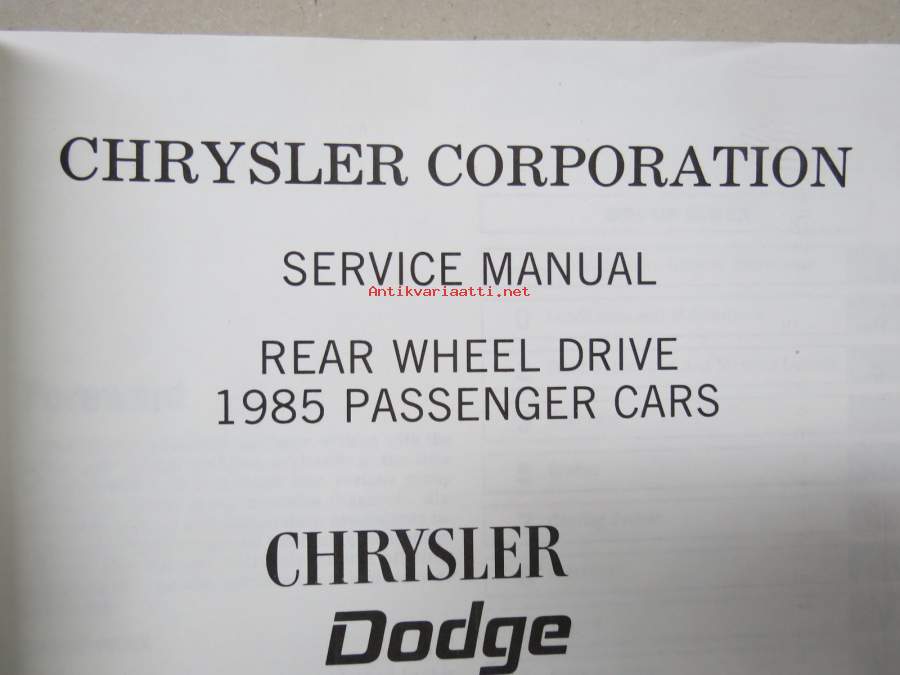 CHRYSLER CORPORATION
SERVICE MANUAL
Antikvariaatti.net
REAR WHEEL DRIVE
1985 PASSENGER CARS
CHRYSLER
Dodge